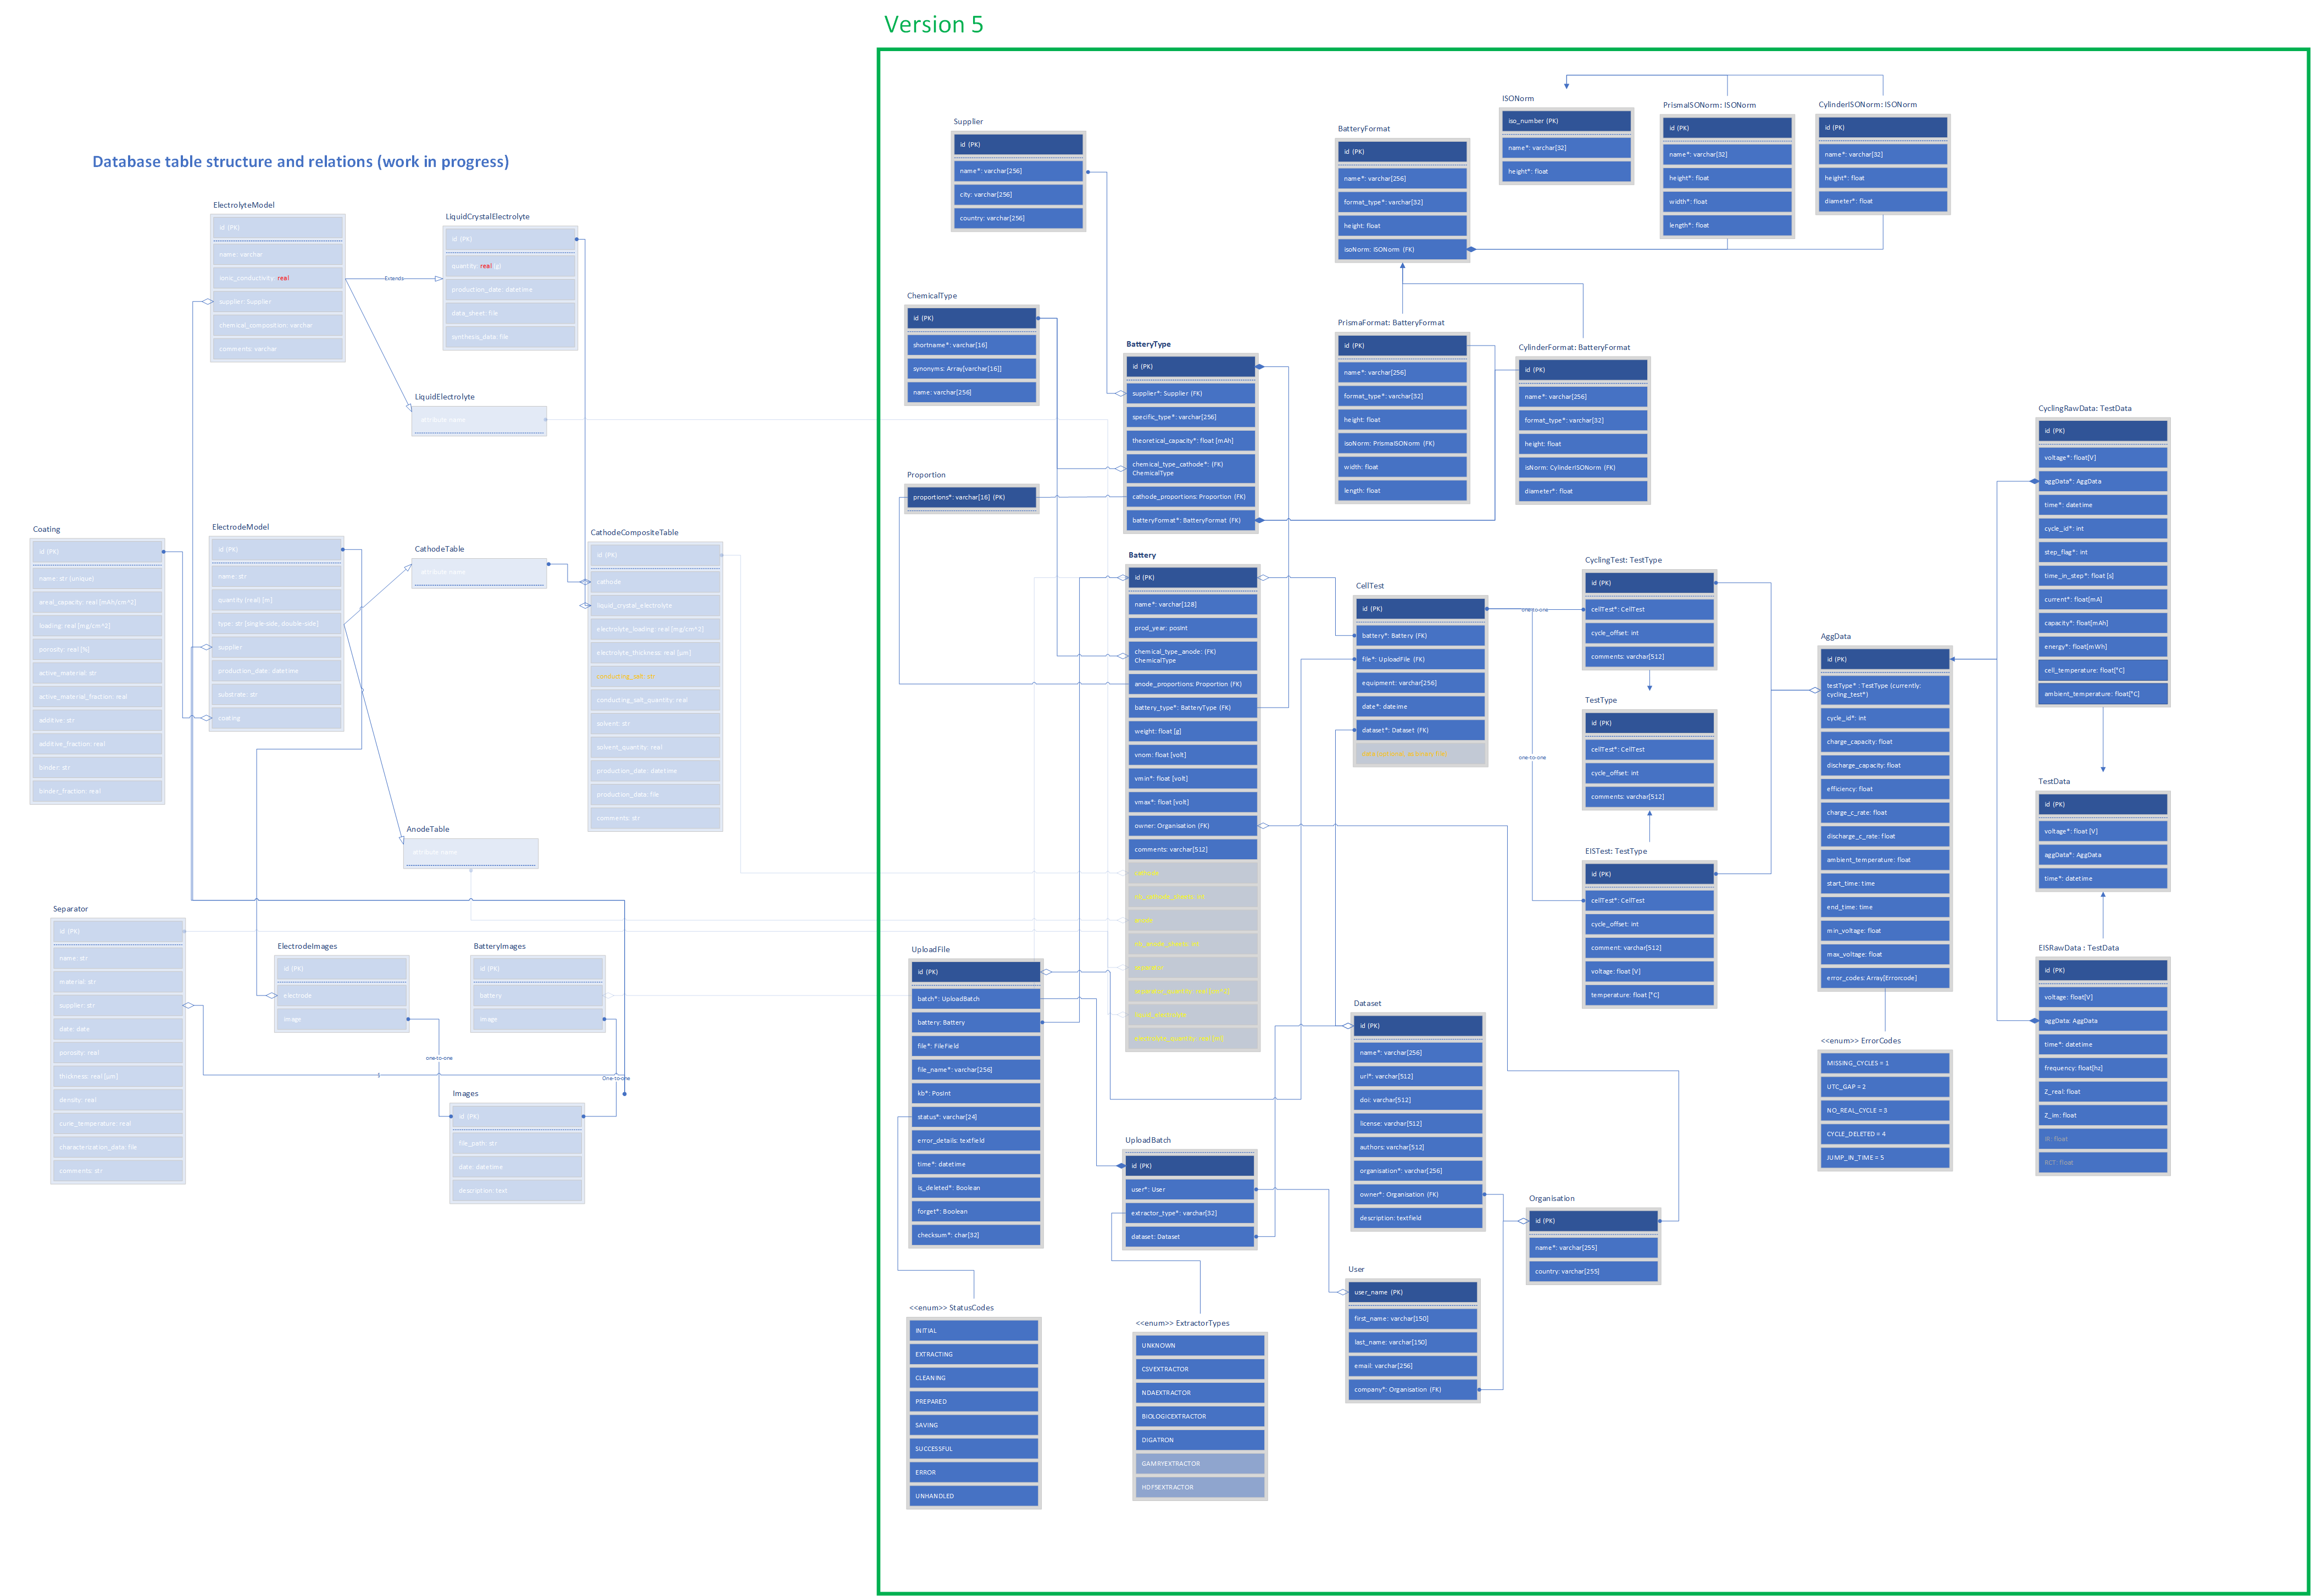 Version 5
Database table structure and relations (work in progress)
ElectrolyteModel
id (PK)
name: varchar
ionic_conductivity: real
supplier: Supplier
chemical_composition: varchar
comments: varchar
Extends
LiquidCrystalElectrolyte
id (PK)
quantity: real [g]
production_date: datetime
data_sheet: file
synthesis_data: file
LiquidElectrolyte
attribute name
Coating
id (PK)
name: str (unique)
areal_capacity: real [mAh/cm^2]
loading: real [mg/cm^2]
porosity: real [%]
active_material: str
active_material_fraction: real
additive: str
additive_fraction: real
binder: str
binder_fraction: real
ElectrodeModel
id (PK)
name: str
quantity (real) [m]
type: str [single-side, double-side]
supplier
production_date: datetime
substrate: str
coating
CathodeTable
attribute name
CathodeCompositeTable
id (PK)
cathode
liquid_crystal_electrolyte
electrolyte_loading: real [mg/cm^2]
electrolyte_thickness: real [µm]
conducting_salt: str
conducting_salt_quantity: real
solvent: str
solvent_quantity: real
production_date: datetime
production_data: file
comments: str
AnodeTable
attribute name
Separator
id (PK)
name: str
material: str
supplier: str
date: date
porosity: real
thickness: real [µm]
density: real
curie_temperature: real
characterization_data: file
comments: str
ElectrodeImages
id (PK)
electrode
image
BatteryImages
id (PK)
battery
image
one-to-one
One-to-one
1
Images
id (PK)
file_path: str
date: datetime
description: text
Supplier
id (PK)
name*: varchar[256]
city: varchar[256]
country: varchar[256]
ChemicalType
id (PK)
shortname*: varchar[16]
synonyms: Array[varchar[16]]
name: varchar[256]
Proportion
proportions*: varchar[16] (PK)
BatteryType
id (PK)
supplier*: Supplier (FK)
specific_type*: varchar[256]
theoretical_capacity*: float [mAh]
chemical_type_cathode*: (FK)
ChemicalType
cathode_proportions: Proportion (FK)
batteryFormat*: BatteryFormat (FK)
Battery
id (PK)
name*: varchar[128]
prod_year: posInt
chemical_type_anode: (FK)
ChemicalType
anode_proportions: Proportion (FK)
battery_type*: BatteryType (FK)
weight: float [g]
vnom: float [volt]
vmin*: float [volt]
vmax*: float [volt]
owner: Organisation (FK)
comments: varchar[512]
cathode
nr_cathode_sheets: int
anode
nr_anode_sheets: int
separator
separator_quantity: real [cm^2]
liquid_electrolyte
electrolyte_quantity: real [ml]
BatteryFormat
id (PK)
name*: varchar[256]
format_type*: varchar[32]
height: float
isoNorm: ISONorm (FK)
ISONorm
iso_number (PK)
name*: varchar[32]
height*: float
PrismaISONorm: ISONorm
id (PK)
name*: varchar[32]
height*: float
width*: float
length*: float
CylinderISONorm: ISONorm
id (PK)
name*: varchar[32]
height*: float
diameter*: float
PrismaFormat: BatteryFormat
id (PK)
name*: varchar[256]
format_type*: varchar[32]
height: float
isoNorm: PrismaISONorm (FK)
width: float
length: float
CylinderFormat: BatteryFormat
id (PK)
name*: varchar[256]
format_type*: varchar[32]
height: float
isNorm: CylinderISONorm (FK)
diameter*: float
CellTest
id (PK)
battery*: Battery (FK)
file*: UploadFile (FK)
equipment: varchar[256]
date*: dateime
dataset*: Dataset (FK)
one-to-one
one-to-one
CyclingTest: TestType
id (PK)
cellTest*: CellTest
cycle_offset: int
comments: varchar[512]
TestType
id (PK)
cellTest*: CellTest
cycle_offset: int
comments: varchar[512]
EISTest: TestType
id (PK)
cellTest*: CellTest
cycle_offset: int
comment: varchar[512]
voltage: float [V]
temperature: float [°C]
AggData
id (PK)
testType* : TestType (currently:
cycling_test*)
cycle_id*: int
charge_capacity: float
discharge_capacity: float
efficiency: float
charge_c_rate: float
discharge_c_rate: float
ambient_temperature: float
start_time: time
end_time: time
min_voltage: float
max_voltage: float
error_codes: Array[Errorcode]
<<enum>> ErrorCodes
MISSING_CYCLES = 1
UTC_GAP = 2
NO_REAL_CYCLE = 3
CYCLE_DELETED = 4
JUMP_IN_TIME = 5
CyclingRawData: TestData
id (PK)
voltage*: float[V]
aggData*: AggData
time*: datetime
cycle_id*: int
step_flag*: int
time_in_step*: float [s]
current*: float[mA]
capacity*: float[mAh]
energy*: float[mWh]
cell_temperature: float[°C]
ambient_temperature: float[°C]
TestData
id (PK)
voltage*: float [V]
aggData*: AggData
time*: datetime
EISRawData : TestData
id (PK)
voltage: float[V]
aggData: AggData
time*: datetime
frequency: float[hz]
Z_real: float
Z_im: float
IR: float
RCT: float
UploadFile
id (PK)
batch*: UploadBatch
battery: Battery
file*: FileField
file_name*: varchar[256]
kb*: PosInt
status*: varchar[24]
error_details: textfield
time*: datetime
is_deleted*: Boolean
forget*: Boolean
checksum*: char[32]
UploadBatch
id (PK)
user*: User
extractor_type*: varchar[32]
dataset: Dataset
Dataset
id (PK)
name*: varchar[256]
url*: varchar[512]
doi: varchar[512]
license: varchar[512]
authors: varchar[512]
organisation*: varchar[256]
owner*: Organisation (FK)
description: textfield
Organisation
id (PK)
name*: varchar[255]
country: varchar[255]
User
user_name (PK)
first_name: varchar[150]
last_name: varchar[150]
email: varchar[256]
company*: Organisation (FK)
<<enum>> StatusCodes
INITIAL
EXTRACTING
CLEANING
PREPARED
SAVING
SUCCESSFUL
ERROR
UNHANDLED
<<enum>> ExtractorTypes
UNKNOWN
CSVEXTRACTOR
NDAEXTRACTOR
BIOLOGICEXTRACTOR
DIGATRON
GAMRYEXTRACTOR
HDF5EXTRACTOR